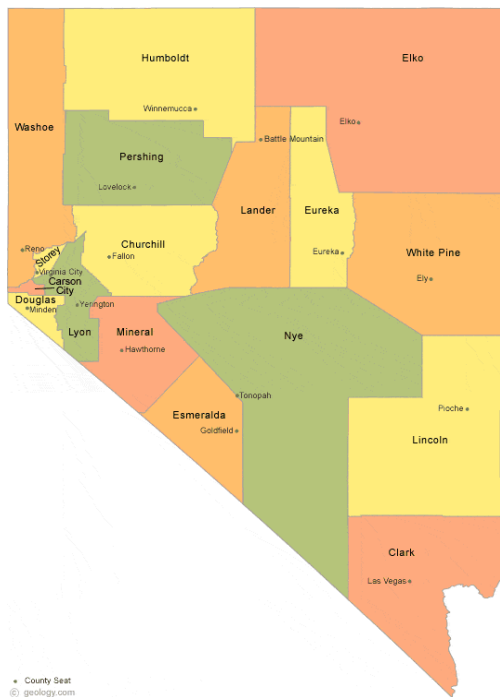 Humboldt
Elko
Winnemucca
Elko
Washoe
Battle Mountain
Pershing
Lovelock
Lander
Eureka
Churchill
Reno
Storey
Fallon
Eureka
White Pine
Virginia City
Ely
Carson
City
Douglas
Minden
Yerington
Lyon
Mineral
Nye
Hawthorne
Tonopah
Esmeralda
Goldfield
Pioche
Lincoln
Clark
Las Vegas
County Seat
© geology.com